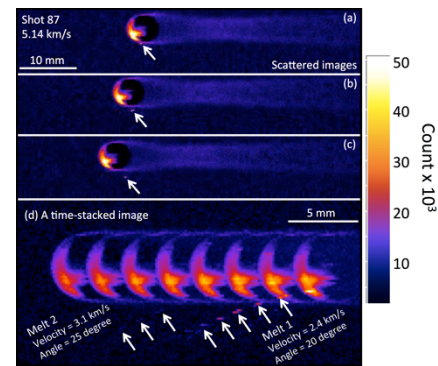 Shot 87
5.14 km/s
(a)
10 mm
Scattered images
(b)
(c)
(d) A time-stacked image
5 mm
Melt 2
Velocity = 3.1 km/s
Angle = 25 degree
Melt 1
Velocity = 2.4 km/s
Angle = 20 degree
50
40
30
20
10
Count x 10³